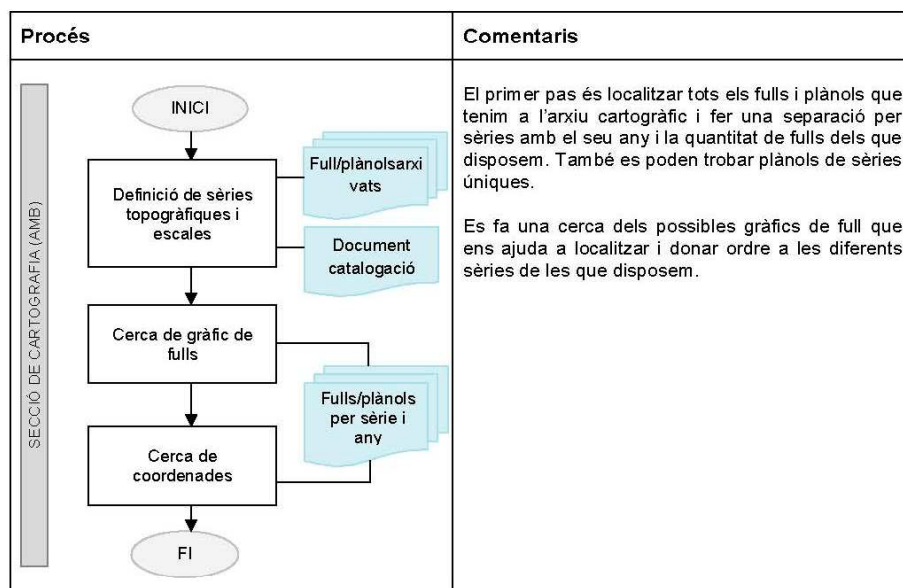 Procés
Comentaris
SECCIÓ DE CARTOGRAFIA (AMB)
INICI
Definició de sèries
topogràfiques i
escales
Full/plànolsarxi
vats
Document
catalogació
Cerca de gràfic de
fulls
Fulls/plànols
per sèrie i
any
Cerca de
coordenades
FI
El primer pas és localitzar tots els fulls i plànols que
tenim a l'arxiu cartogràfic i fer una separació per
sèries amb el seu any i la quantitat de fulls dels que
disposem. També es poden trobar plànols de sèries
úniques.
Es fa una cerca dels possibles gràfics de full que
ens ajuda a localitzar i donar ordre a les diferents
sèries de les que disposem.